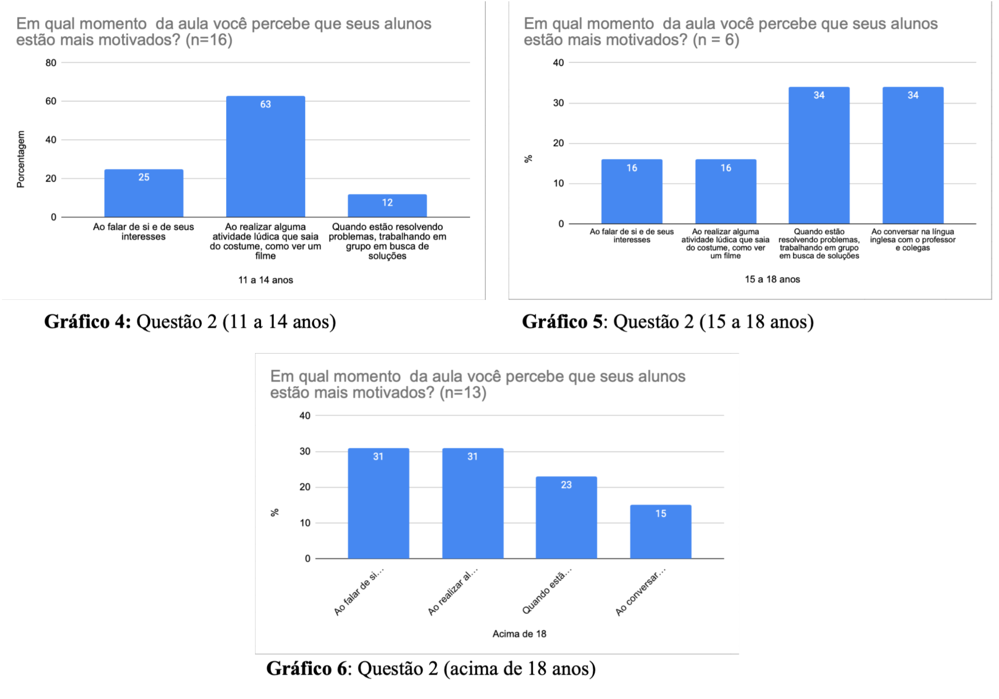 Em qual momento  da aula você percebe que seus alunos
estão mais motivados? (n=16)
80
60
40
20
0
Porcentagem
25
63
12
Ao falar de si e de seus
interesses
Ao realizar alguma
atividade lúdica que saia
do costume, como ver um
filme
Quando estão resolvendo
problemas, trabalhando em
grupo em busca de
soluções
11 a 14 anos
Gráfico 4: Questão 2 (11 a 14 anos)
Em qual momento  da aula você percebe que seus alunos
estão mais motivados? (n = 6)
40
30
20
10
0
%
16
16
34
34
Ao falar de si e de seus
interesses
Ao realizar alguma
atividade lúdica que saia
do costume, como ver
um filme
Quando estão
resolvendo problemas,
trabalhando em grupo
em busca de soluções
Ao conversar na língua
inglesa com o professor
e colegas
15 a 18 anos
Gráfico 5: Questão 2 (15 a 18 anos)
Em qual momento  da aula você percebe que seus alunos
estão mais motivados? (n=13)
40
30
20
10
0
%
31
31
23
15
Ao falar de si...
Ao realizar al...
Quando estã...
Ao conversar...
Acima de 18
Gráfico 6: Questão 2 (acima de 18 anos)